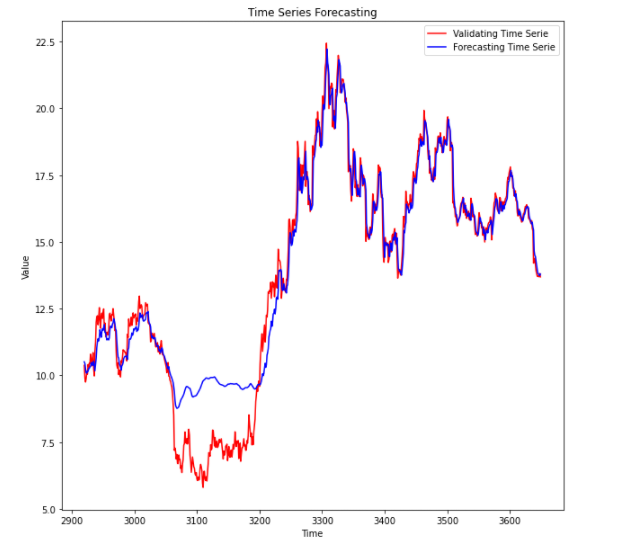 Time Series Forecasting
Validating Time Serie
Forecasting Time Serie
22.5
20.0
17.5
15.0
12.5
10.0
7.5
5.0
Value
2900 3000 3100 3200 3300 3400 3500 3600
Time